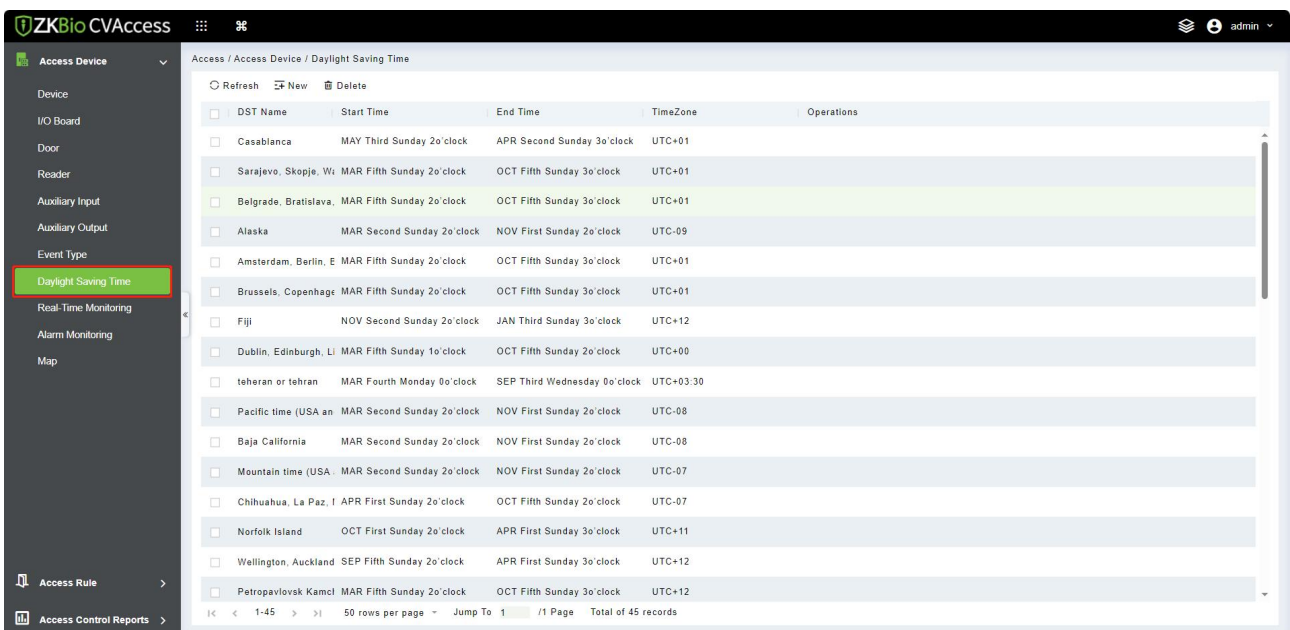 ZKBio CVAccess
admin
Access Device
Device
I/O Board
Door
Reader
Auxiliary Input
Auxiliary Output
Event Type
Daylight Saving Time
Real-Time Monitoring
Alarm Monitoring
Map
Access Rule
Access Control Reports
Access / Access Device / Daylight Saving Time
Refresh New Delete
DST Name Start Time End Time TimeZone Operations
Casablanca MAY Third Sunday 2o'clock APR Second Sunday 3o'clock UTC+01
Sarajevo, Skopje, MAR Fifth Sunday 2o'clock OCT Fifth Sunday 3o'clock UTC+01
Belgrade, Bratislava, MAR Fifth Sunday 2o'clock OCT Fifth Sunday 3o'clock UTC+01
Alaska MAR Second Sunday 2o'clock NOV First Sunday 2o'clock UTC-09
Amsterdam, Berlin, MAR Fifth Sunday 2o'clock OCT Fifth Sunday 3o'clock UTC+01
Brussels, Copenhage MAR Fifth Sunday 2o'clock OCT Fifth Sunday 3o'clock UTC+01
Fiji NOV Second Sunday 2o'clock JAN Third Sunday 3o'clock UTC+12
Dublin, Edinburgh, MAR Fifth Sunday 1o'clock OCT Fifth Sunday 2o'clock UTC+00
teheran or tehran MAR Fourth Monday 0o'clock SEP Third Wednesday 0o'clock UTC+03:30
Pacific time (USA an MAR Second Sunday 2o'clock NOV First Sunday 2o'clock UTC-08
Baja California MAR Second Sunday 2o'clock NOV First Sunday 2o'clock UTC-08
Mountain time (USA MAR Second Sunday 2o'clock NOV First Sunday 2o'clock UTC-07
Chihuahua, La Paz, APR First Sunday 2o'clock OCT Fifth Sunday 2o'clock UTC-07
Norfolk Island OCT First Sunday 2o'clock APR First Sunday 3o'clock UTC+11
Wellington, Auckland SEP Fifth Sunday 2o'clock APR First Sunday 3o'clock UTC+12
Petropavlovsk MAR Fifth Sunday 2o'clock OCT Fifth Sunday 3o'clock UTC+12
1-45 50 rows per page Jump To 1 /1 Page Total of 45 records